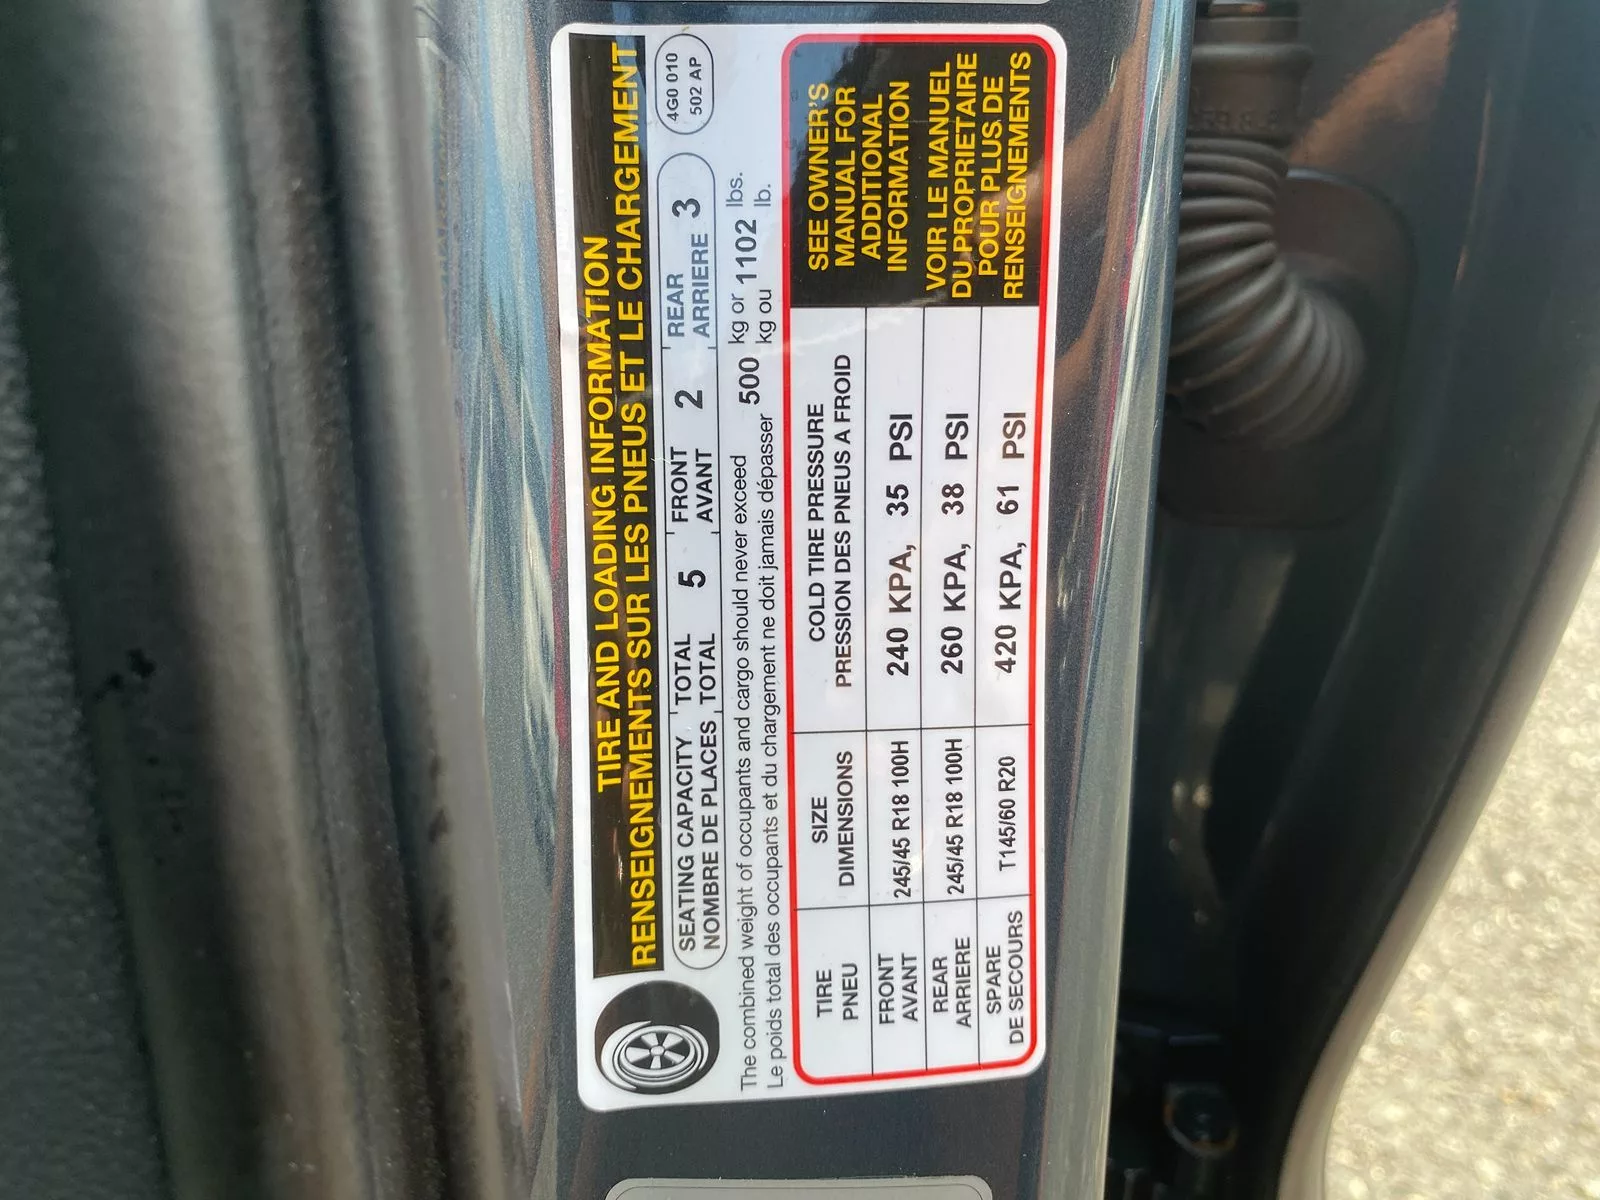 TIRE AND LOADING INFORMATION
RENSEIGNEMENTS SUR LES PNEUS ET LE CHARGEMENT
4G0 010
502 AP
SEATING CAPACITY TOTAL 5 FRONT 2 REAR 3
NOMBRE DE PLACES TOTAL AVANT ARRIERE
The combined weight of occupants and cargo should never exceed 500 kg or 1102 lbs.
Le poids total des occupants et du chargement ne doit jamais dépasser kg ou lb.
TIRE SIZE COLD TIRE PRESSURE
PNEU DIMENSIONS PRESSION DES PNEUS A FROID
FRONT 245/45 R18 100H 240 KPA, 35 PSI
AVANT
REAR 245/45 R18 100H 260 KPA, 38 PSI
ARRIERE
SPARE T145/60 R20 420 KPA, 61 PSI
DE SECOURS
SEE OWNER'S
MANUAL FOR
ADDITIONAL
INFORMATION
VOIR LE MANUEL
DU PROPRIETAIRE
POUR PLUS DE
RENSEIGNEMENTS